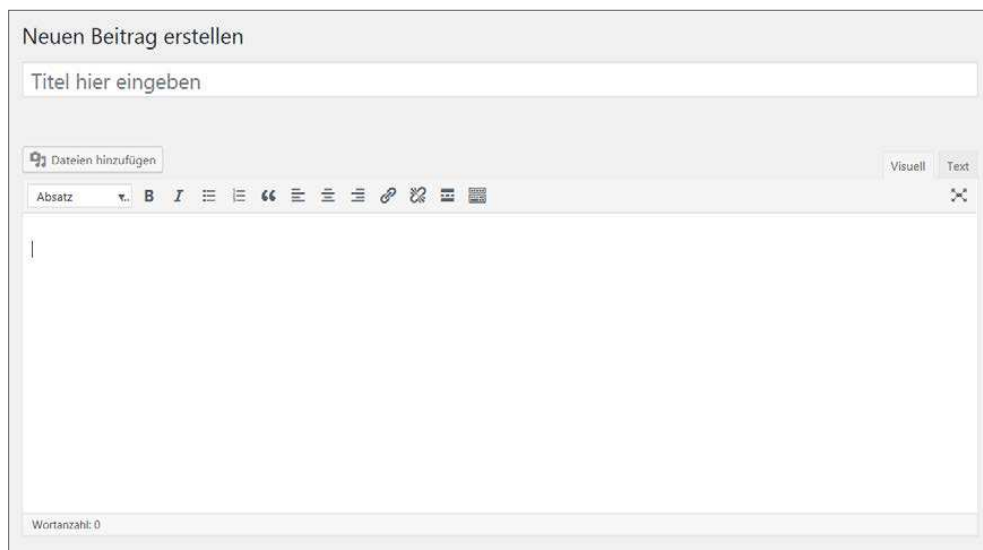 Neuen Beitrag erstellen
Titel hier eingeben
Dateien hinzufügen
Visuell Text
Absatz B I
Wortanzahl: 0